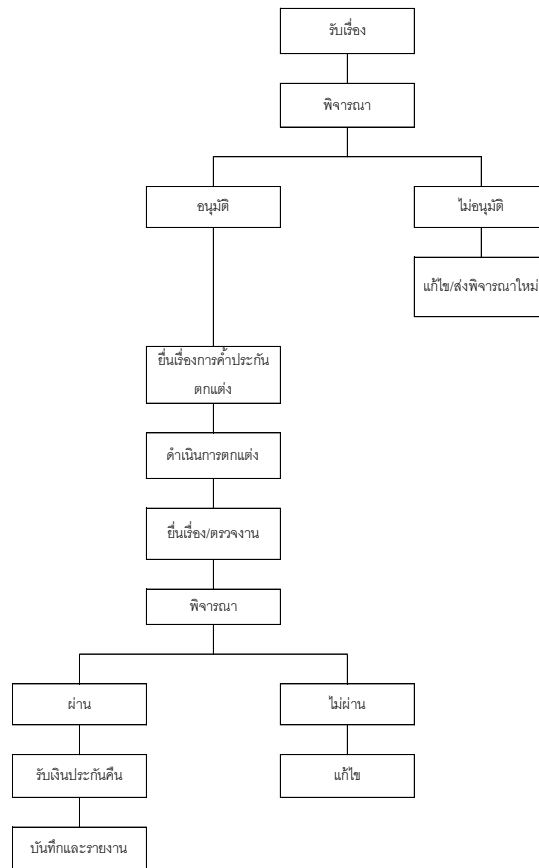 รับเรื่อง
พิจารณา
อนุมัติ
ไม่อนุมัติ
แก้ไข/ส่งพิจารณาใหม่
ยื่นเรื่องการค้ำประกัน
ตกแต่ง
ดำเนินการตกแต่ง
ยื่นเรื่อง/ตรวจงาน
พิจารณา
ผ่าน
ไม่ผ่าน
รับเงินประกันคืน
แก้ไข
บันทึกและรายงาน